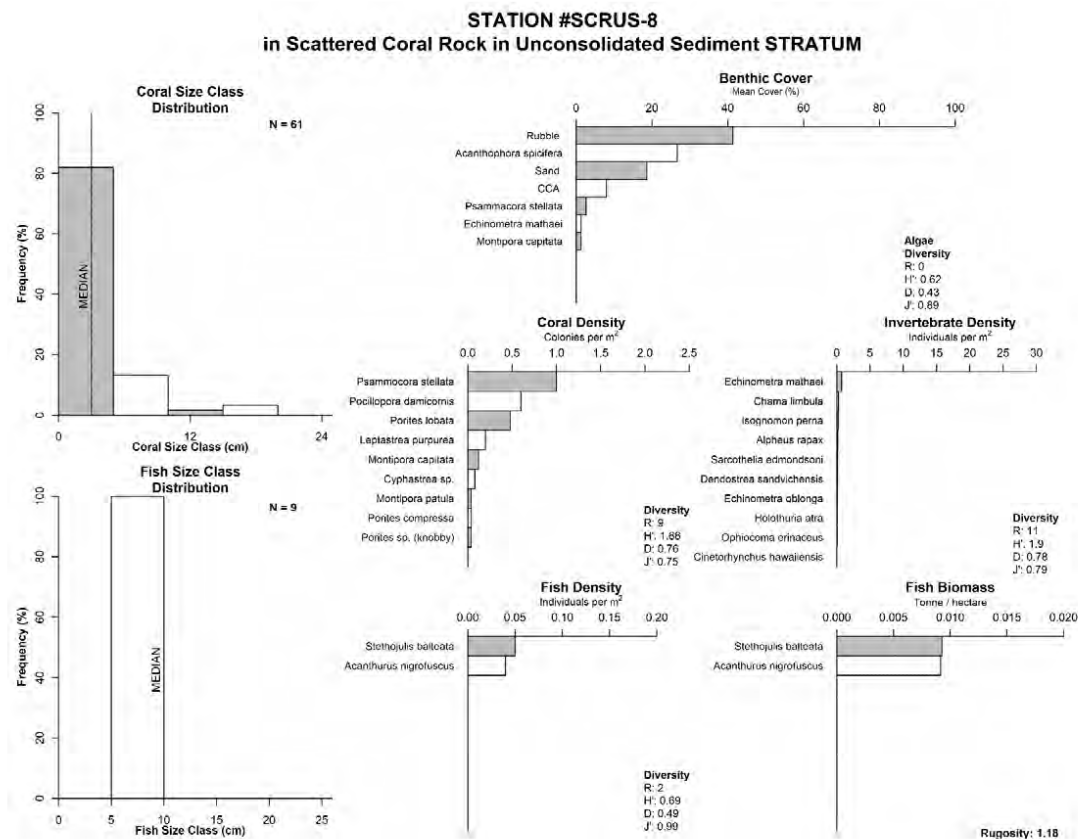 STATION #SCRUS-8
in Scattered Coral Rock in Unconsolidated Sediment STRATUM
Coral Size Class
Distribution
N = 61
Frequency (%)
0 20 40 60 80 100
MEDIAN
0 12 24
Coral Size Class (cm)
Benthic Cover
Mean Cover (%)
0 20 40 60 80 100
Rubble
Acanthophora spicifera
Sand
CCA
Psammacora stellata
Echinometra mathaei
Montipora capitata
Algae
Diversity
R: 0
H': 0.62
D: 0.43
J': 0.89
Coral Density
Colonies per m²
0.0 0.5 1.0 1.5 2.0 2.5
Psammocora stellata
Pocillopora damicornis
Porites lobata
Leptastrea purpurea
Montipora capitata
Cyphastrea sp.
Montipora patula
Porites compressa
Porites sp. (knobby)
Diversity
R: 9
H': 1.66
D: 0.76
J': 0.75
Invertebrate Density
Individuals per m²
0 5 10 15 20 25 30
Echinometra mathaei
Chama limbula
Isognomon perna
Alpheus rapax
Sarcothelia edmondsoni
Dendostrea sandvichensis
Echinometra oblonga
Holothuria atra
Ophiocoma erinaceus
Cinetorhynchus hawaiiensis
Diversity
R: 11
H': 1.9
D: 0.78
J': 0.79
Fish Size Class
Distribution
N = 9
Frequency (%)
0 20 40 60 80 100
MEDIAN
0 5 10 15 20 25
Fish Size Class (cm)
Fish Density
Individuals per m²
0.00 0.05 0.10 0.15 0.20
Stethojulis balteata
Acanthurus nigrofuscus
Diversity
R: 2
H': 0.69
D: 0.49
J': 0.99
Fish Biomass
Tonne / hectare
0.000 0.005 0.010 0.015 0.020
Stethojulis balteata
Acanthurus nigrofuscus
Rugosity: 1.18